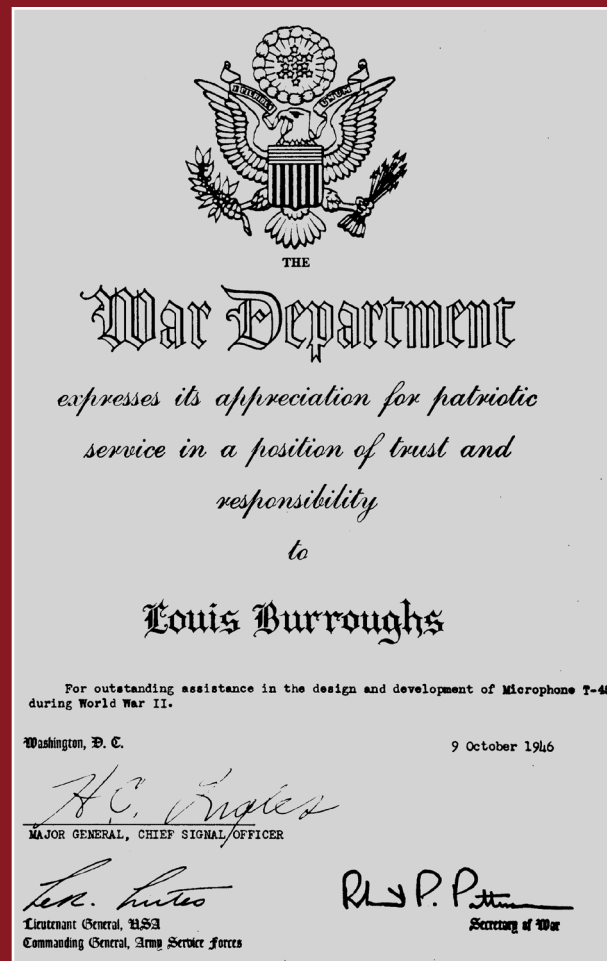 THE
War Department
expresses its appreciation for patriotic
service in a position of trust and
responsibility
to
Louis Burroughs
For outstanding assistance in the design and development of Microphone
during World War II.
Washington, D. C.
9 October 1946
H.C. Ingles
MAJOR GENERAL, CHIEF SIGNAL OFFICER
Lieutenant General, USA
Commanding General, Army Service Forces
Secretary of War